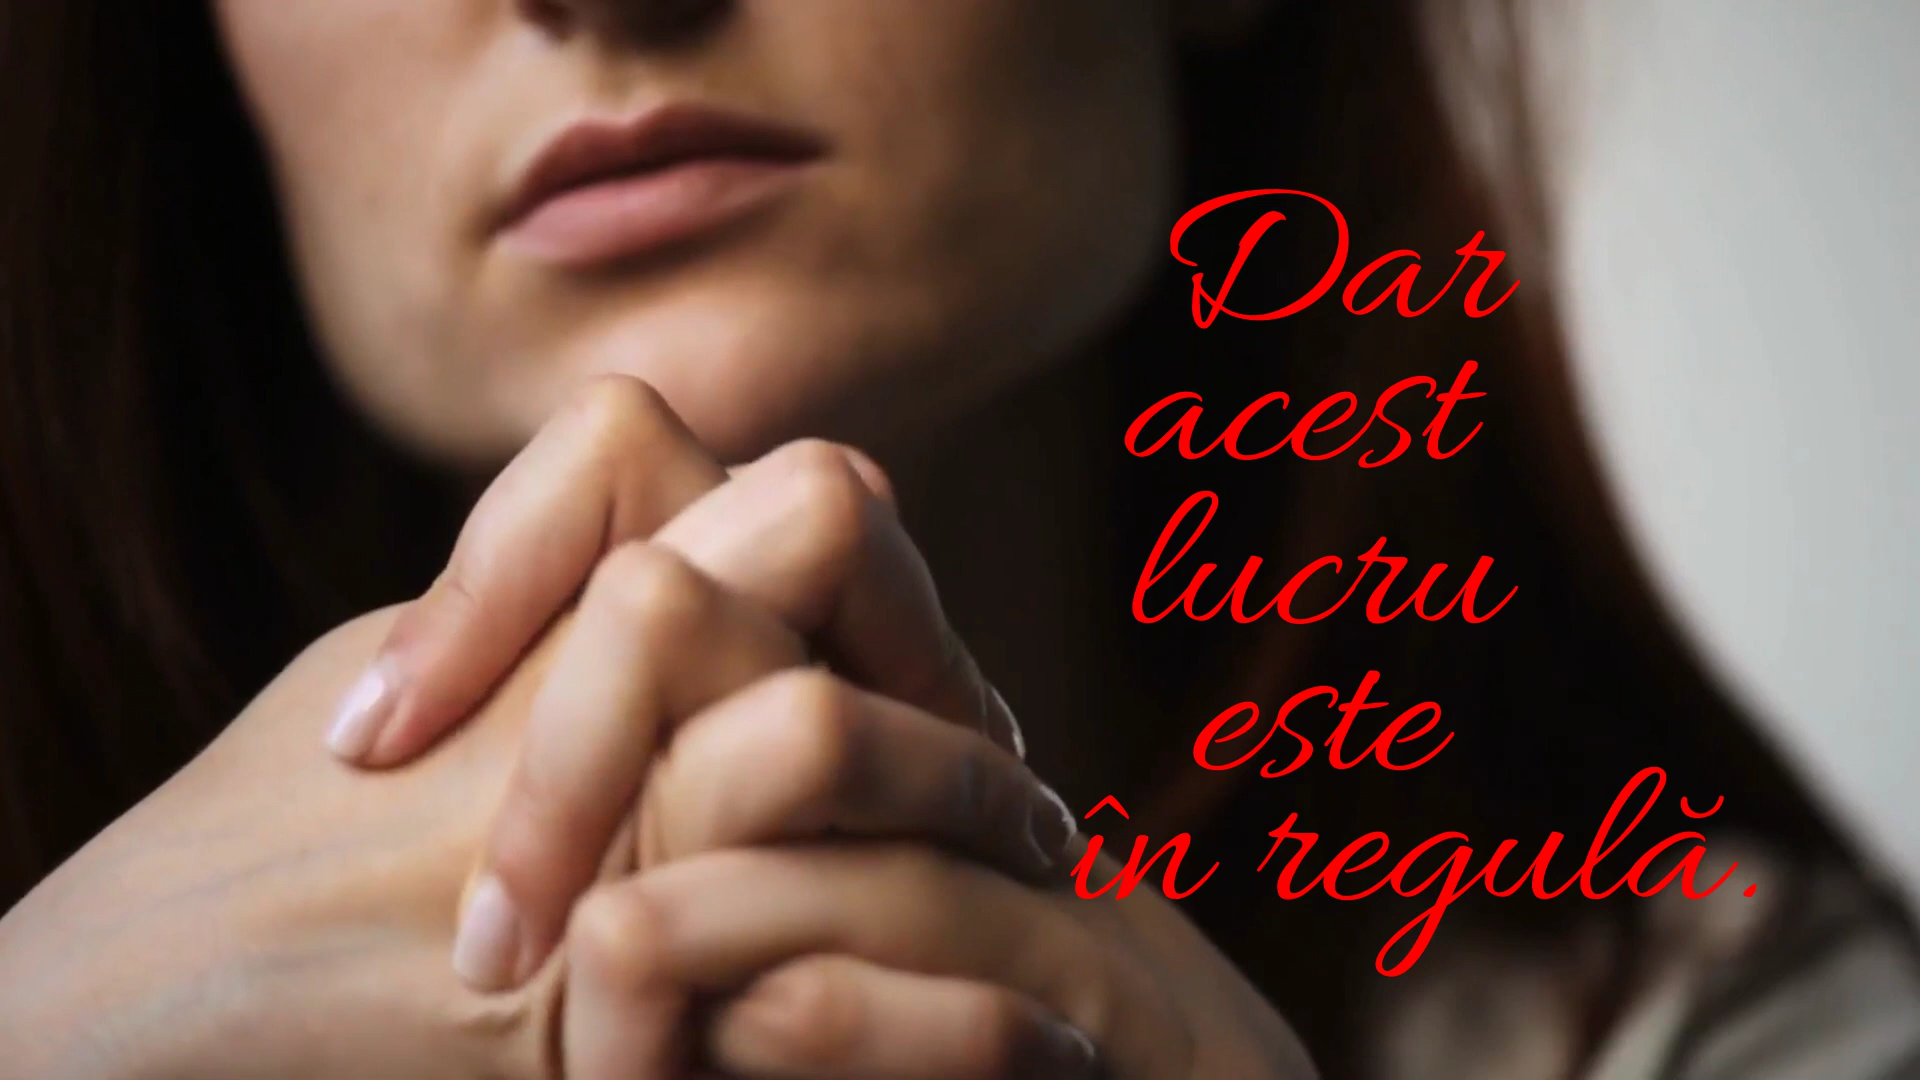 Dar
acest
lucru
este
în regulă.